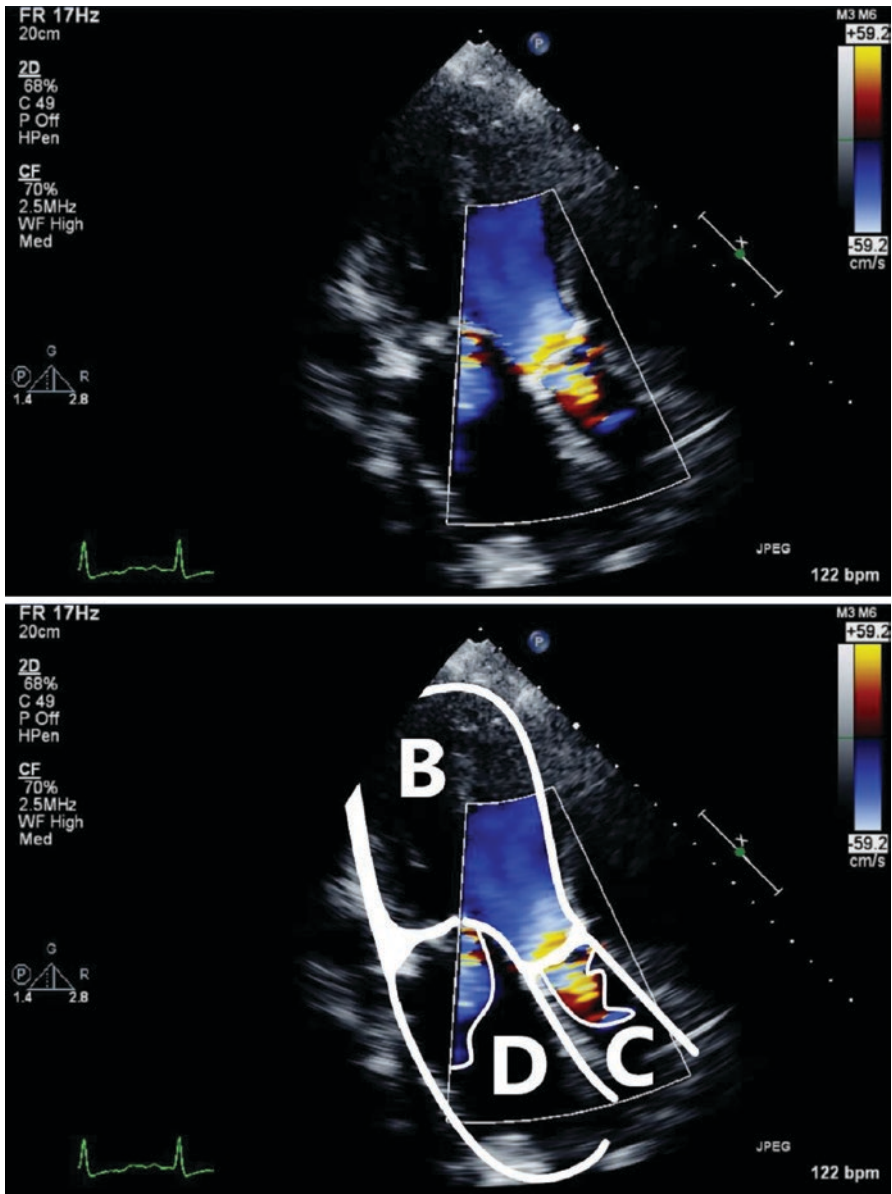 FR 17Hz
20cm
2D
68%
C 49
P Off
HPen
CF
70%
2.5MHz
WF High
Med
P
M3 M6
+59.2
-59.2
cm/s
x
G
P R
1.4 2.8
JPEG
122 bpm
FR 17Hz
20cm
2D
68%
C 49
P Off
HPen
CF
70%
2.5MHz
WF High
Med
P
M3 M6
+59.2
-59.2
cm/s
x
B
D
C
G
P R
1.4 2.8
JPEG
122 bpm